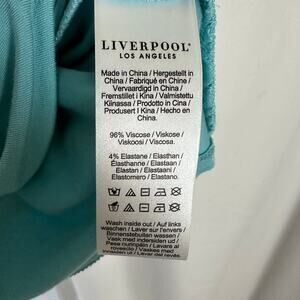 LIVERPOOL®
LOS ANGELES
Made in China / Hergestellt in
China / Fabriqué en Chine /
Vervaardigd in China /
Fremstillet i Kina / Valmistettu
Kiinassa / Prodotto in Cina
Produsert i Kina / Hecho en
China.
96% Viscose / Viskose /
Viskoosi / Viscosa.
4% Elastane / Elasthan /
Élasthanne / Elastaan /
Elastan / Elastaani /
Elastomero / Elastano.
Wash inside out / Auf links
waschen / Laver sur l'envers /
Binnenstebuiten wassen /
Vask med indersiden ud /
Pese nurinpäin / Lavare al
rovescio / Vaskes med
innsiden ut / Lavar del revés.